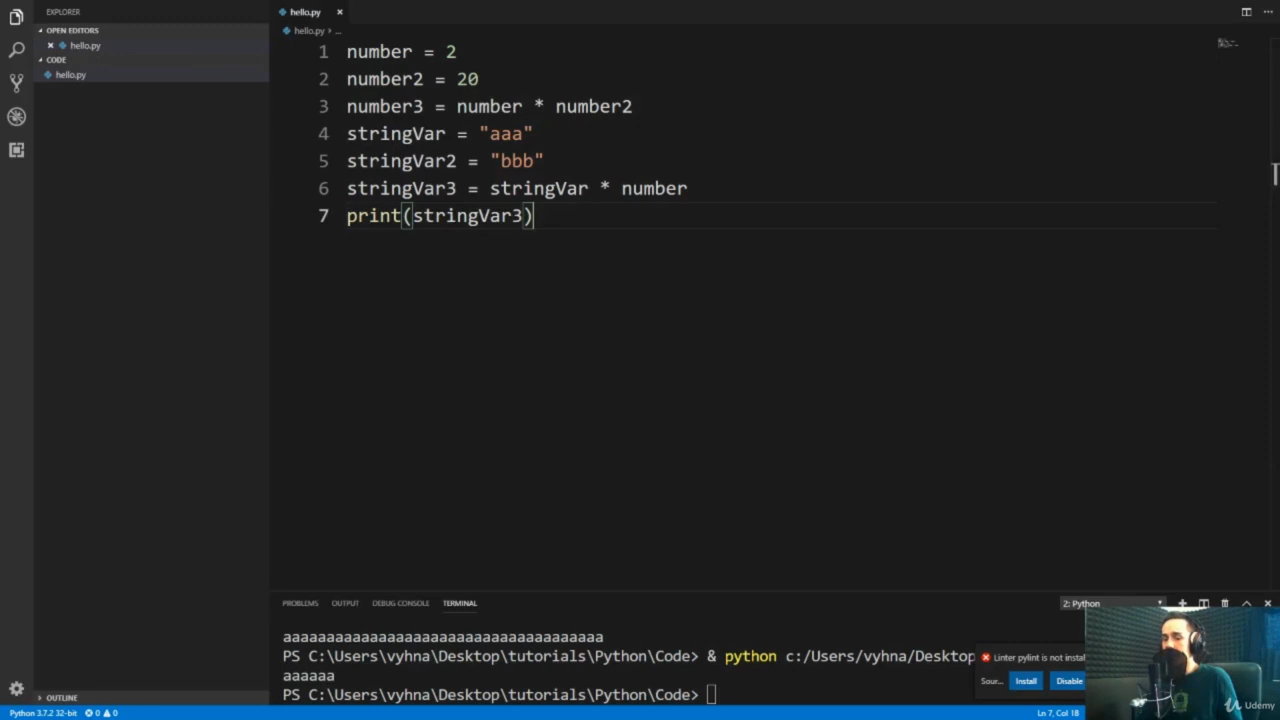 EXPLORER
OPEN EDITORS
hello.py
CODE
hello.py
OUTLINE
hello.py
hello.py › ...
1 number = 2
2 number2 = 20
3 number3 = number * number2
4 stringVar = "aaa"
5 stringVar2 = "bbb"
6 stringVar3 = stringVar * number
7 print(stringVar3)
PROBLEMS OUTPUT DEBUG CONSOLE TERMINAL
2: Python
aaaaaaaaaaaaaaaaaaaaaaaaaaaaaaaaaaaaa
PS C:\Users\vyhna\Desktop\tutorials\Python\Code> & python c:/Users/vyhna/Desktop
aaaaaa
PS C:\Users\vyhna\Desktop\tutorials\Python\Code>
Linter pylint is not instal
Sour... Install Disable
Python 3.7.2 32-bit 0 0
Ln 7, Col 18
Udemy